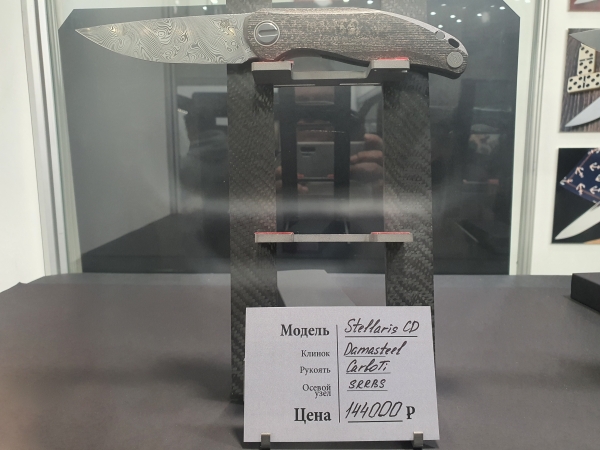 Модель Stellaris CD
Клинок Damasteel
Рукоять CarboTi
Осевой узел SRRBS
Цена 144000 ₽